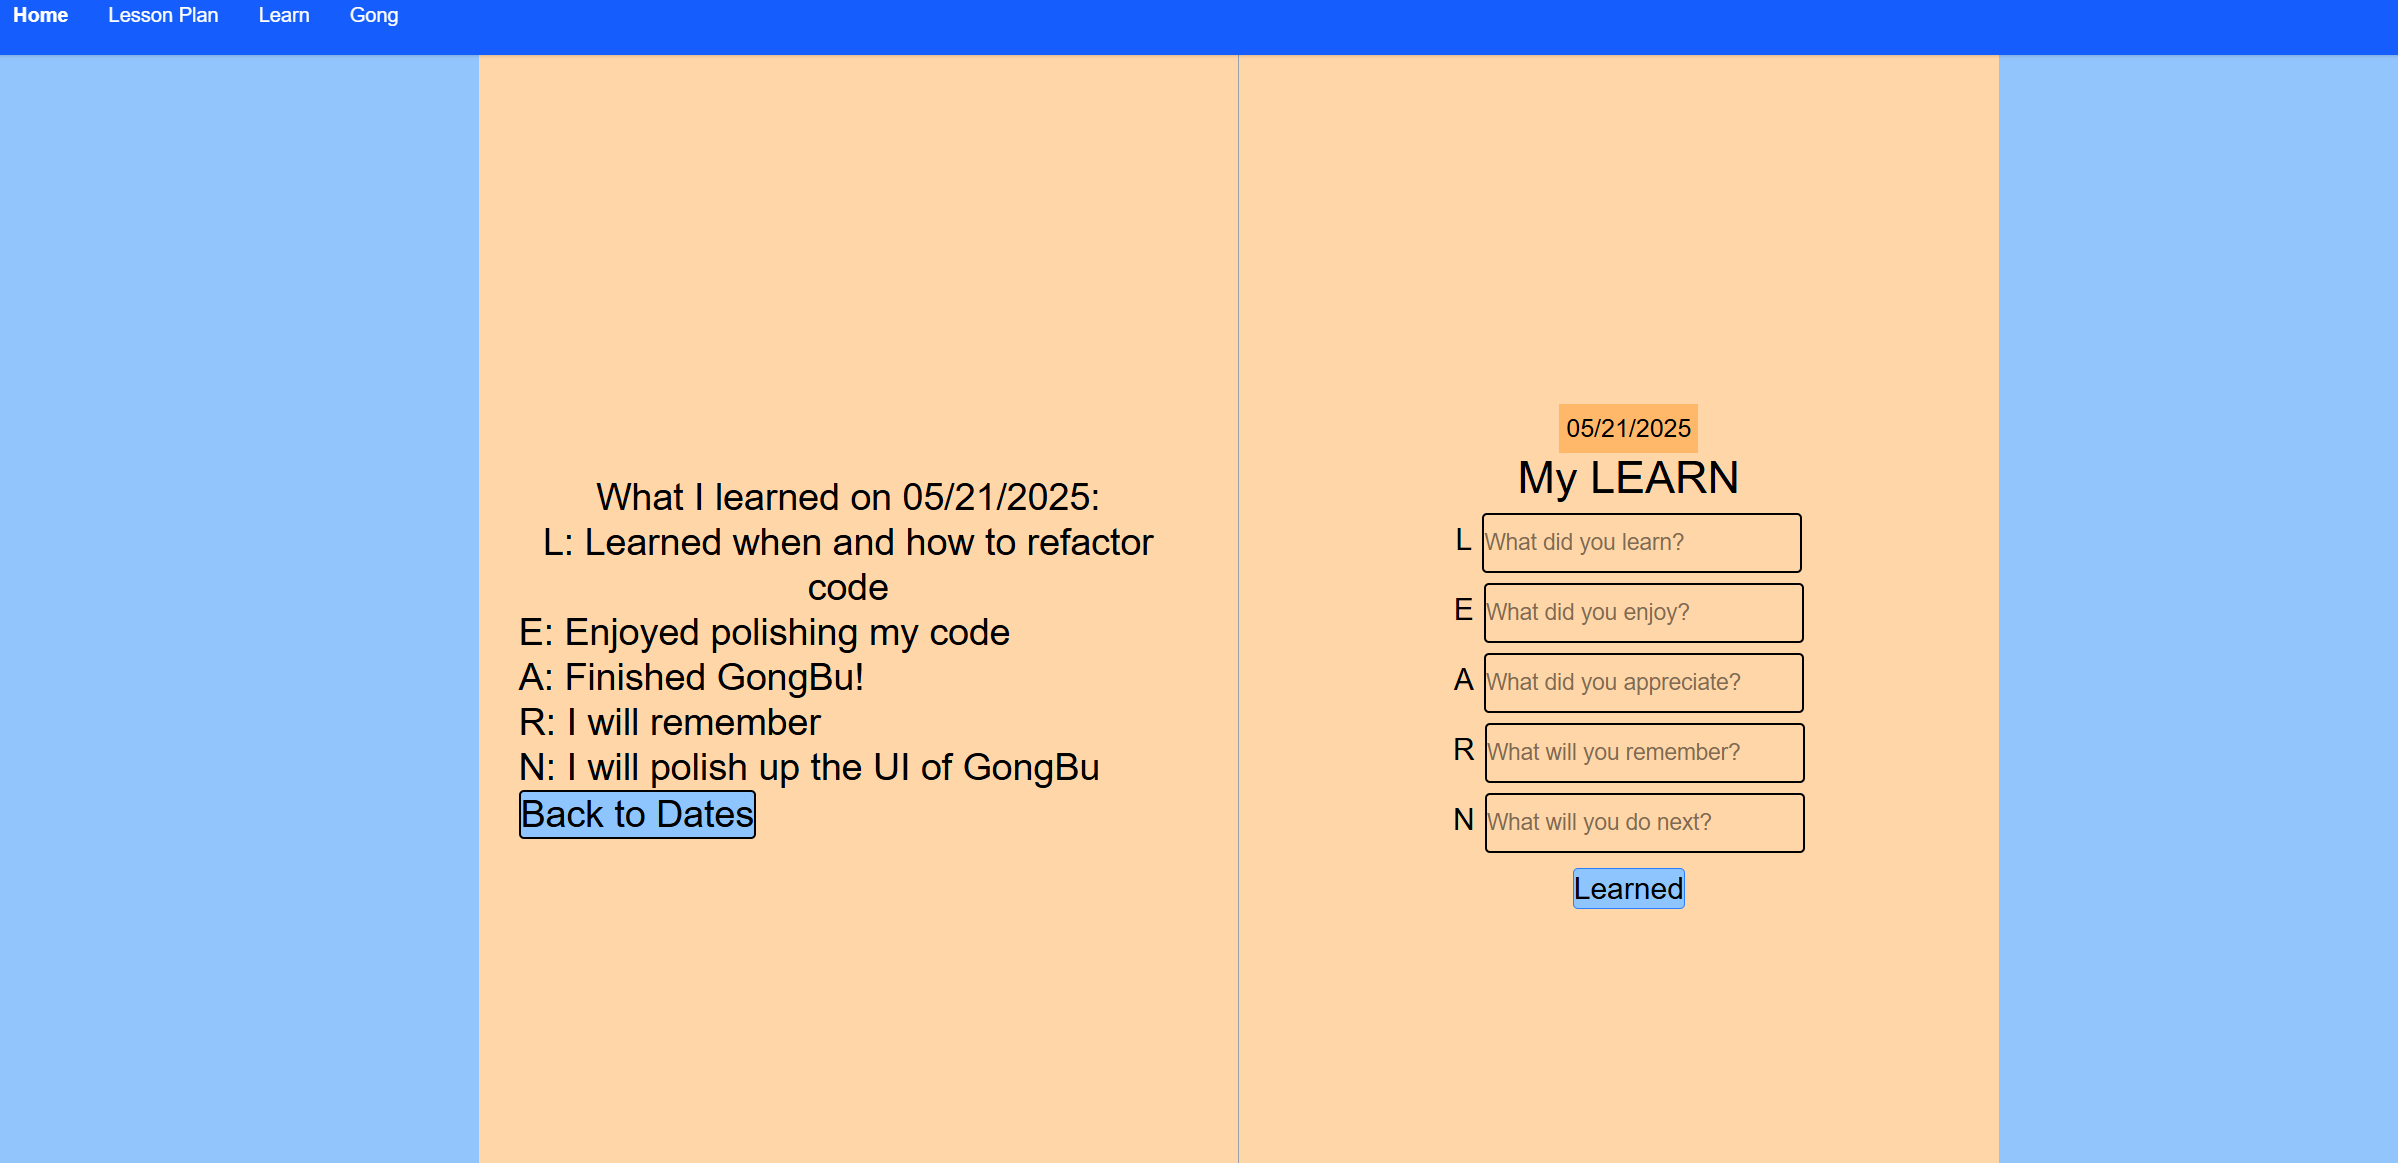 Home Lesson Plan Learn Gong
What I learned on 05/21/2025:
L: Learned when and how to refactor
code
E: Enjoyed polishing my code
A: Finished GongBu!
R: I will remember
N: I will polish up the UI of GongBu
Back to Dates
05/21/2025
My LEARN
L What did you learn?
E What did you enjoy?
A What did you appreciate?
R What will you remember?
N What will you do next?
Learned